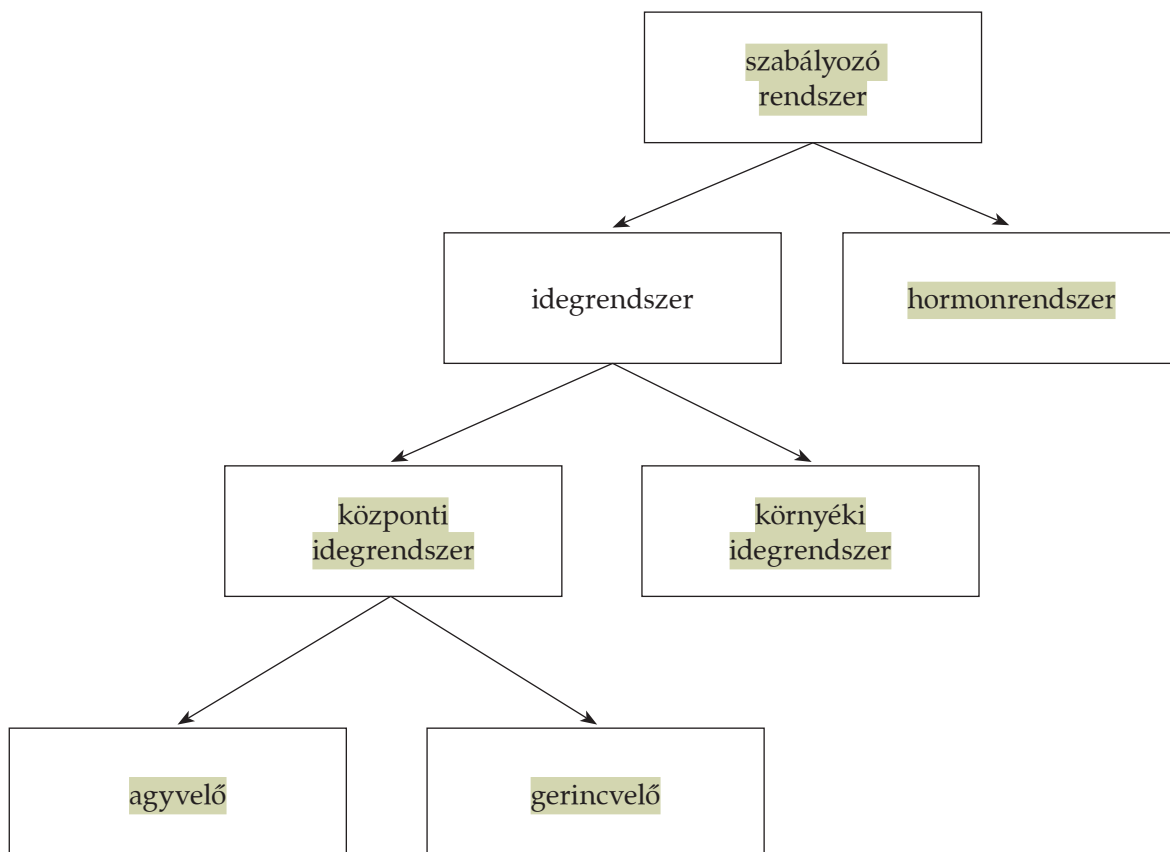 szabályozó
rendszer
idegrendszer
hormonrendszer
központi
idegrendszer
környéki
idegrendszer
agyvelő
gerincvelő